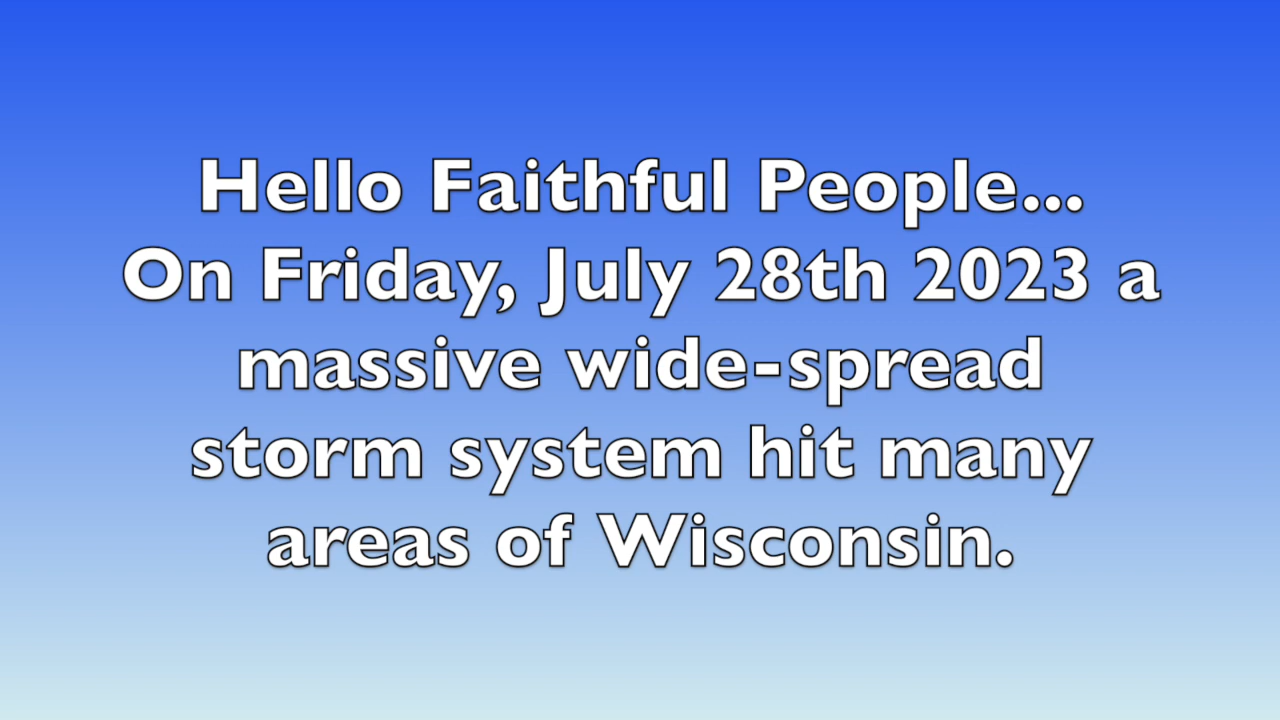 Hello Faithful People...
On Friday, July 28th 2023 a
massive wide-spread
storm system hit many
areas of Wisconsin.